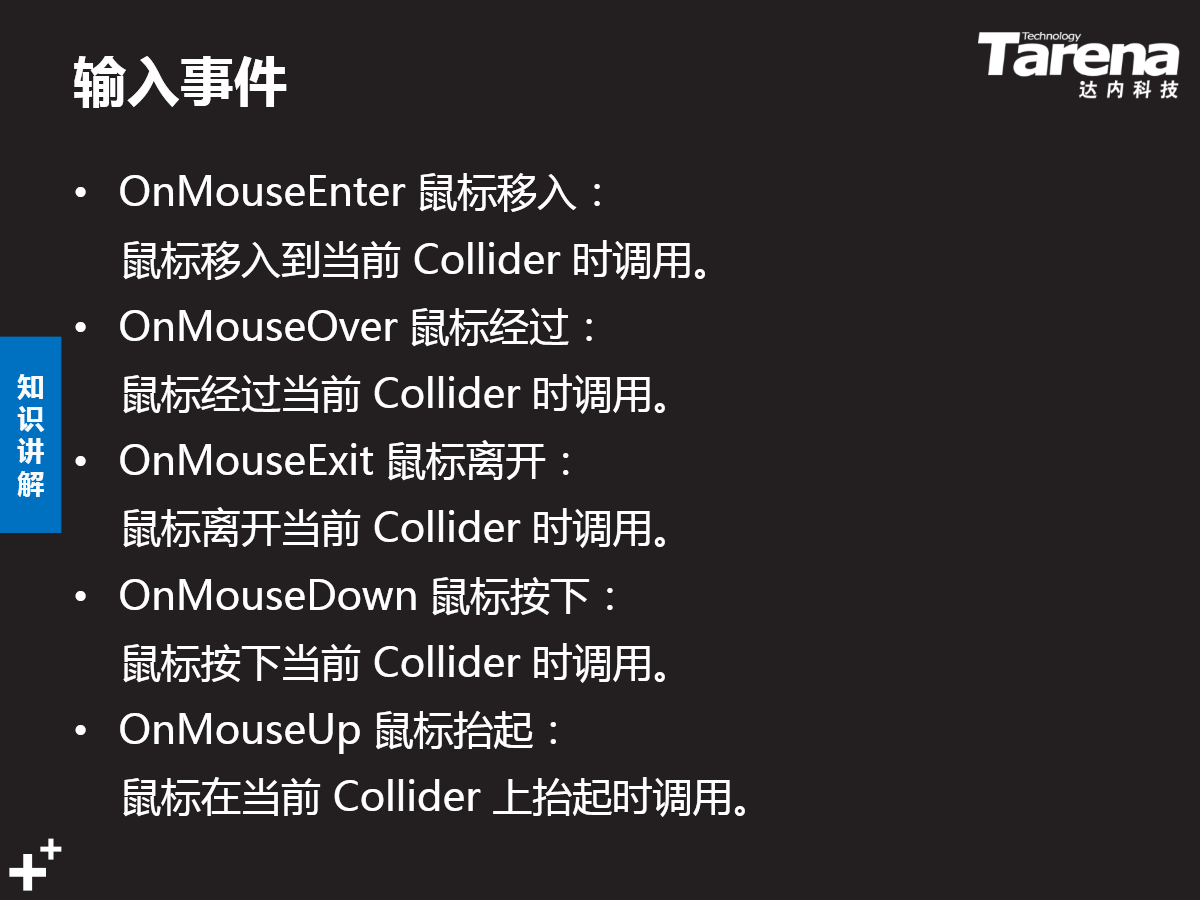 输入事件
Technology
Tarena
达内科技
• OnMouseEnter 鼠标移入：
鼠标移入到当前 Collider 时调用。
• OnMouseOver 鼠标经过：
鼠标经过当前 Collider 时调用。
• OnMouseExit 鼠标离开：
鼠标离开当前 Collider 时调用。
• OnMouseDown 鼠标按下：
鼠标按下当前 Collider 时调用。
• OnMouseUp 鼠标抬起：
鼠标在当前 Collider 上抬起时调用。
知识讲解